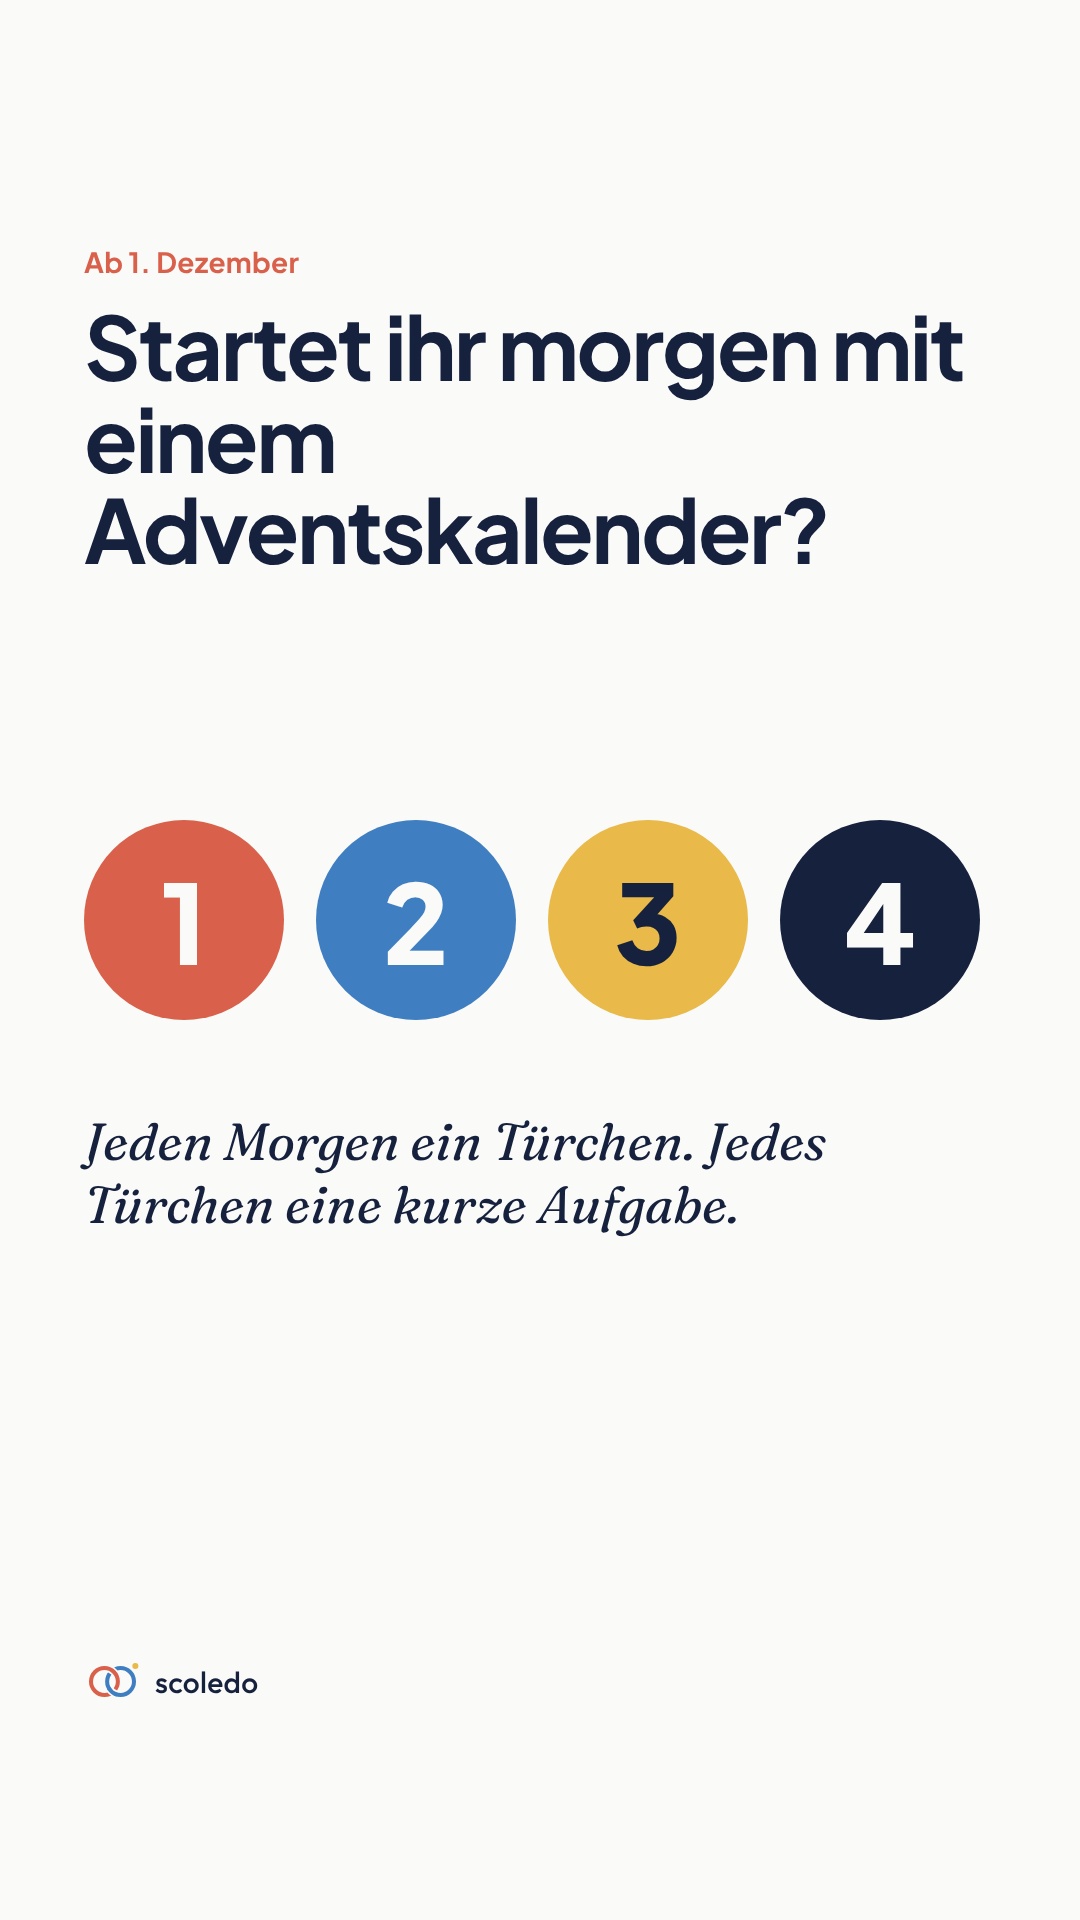 Ab 1. Dezember
Startet ihr morgen mit
einem
Adventskalender?
1 2 3 4
Jeden Morgen ein Türchen. Jedes
Türchen eine kurze Aufgabe.
scoledo